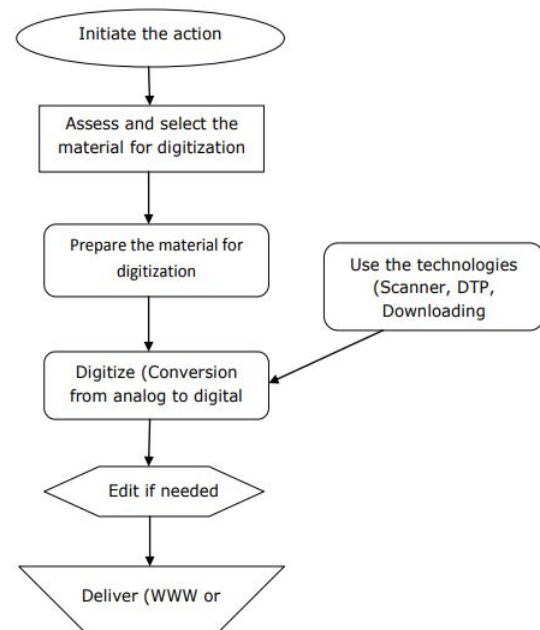 Initiate the action
Assess and select the
material for digitization
Prepare the material for
digitization
Use the technologies
(Scanner, DTP,
Downloading
Digitize (Conversion
from analog to digital
Edit if needed
Deliver (WWW or